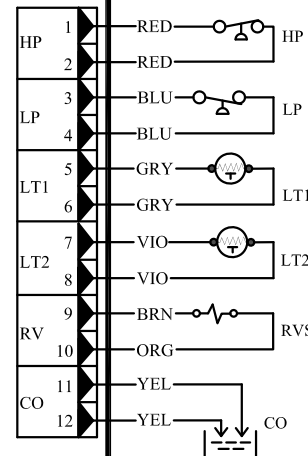 1 RED
HP HP
2 RED
3 BLU
LP LP
4 BLU
5 GRY
LT1 LT1
6 GRY
7 VIO
LT2 LT2
8 VIO
9 BRN
RV RVS
10 ORG
11 YEL
CO CO
12 YEL